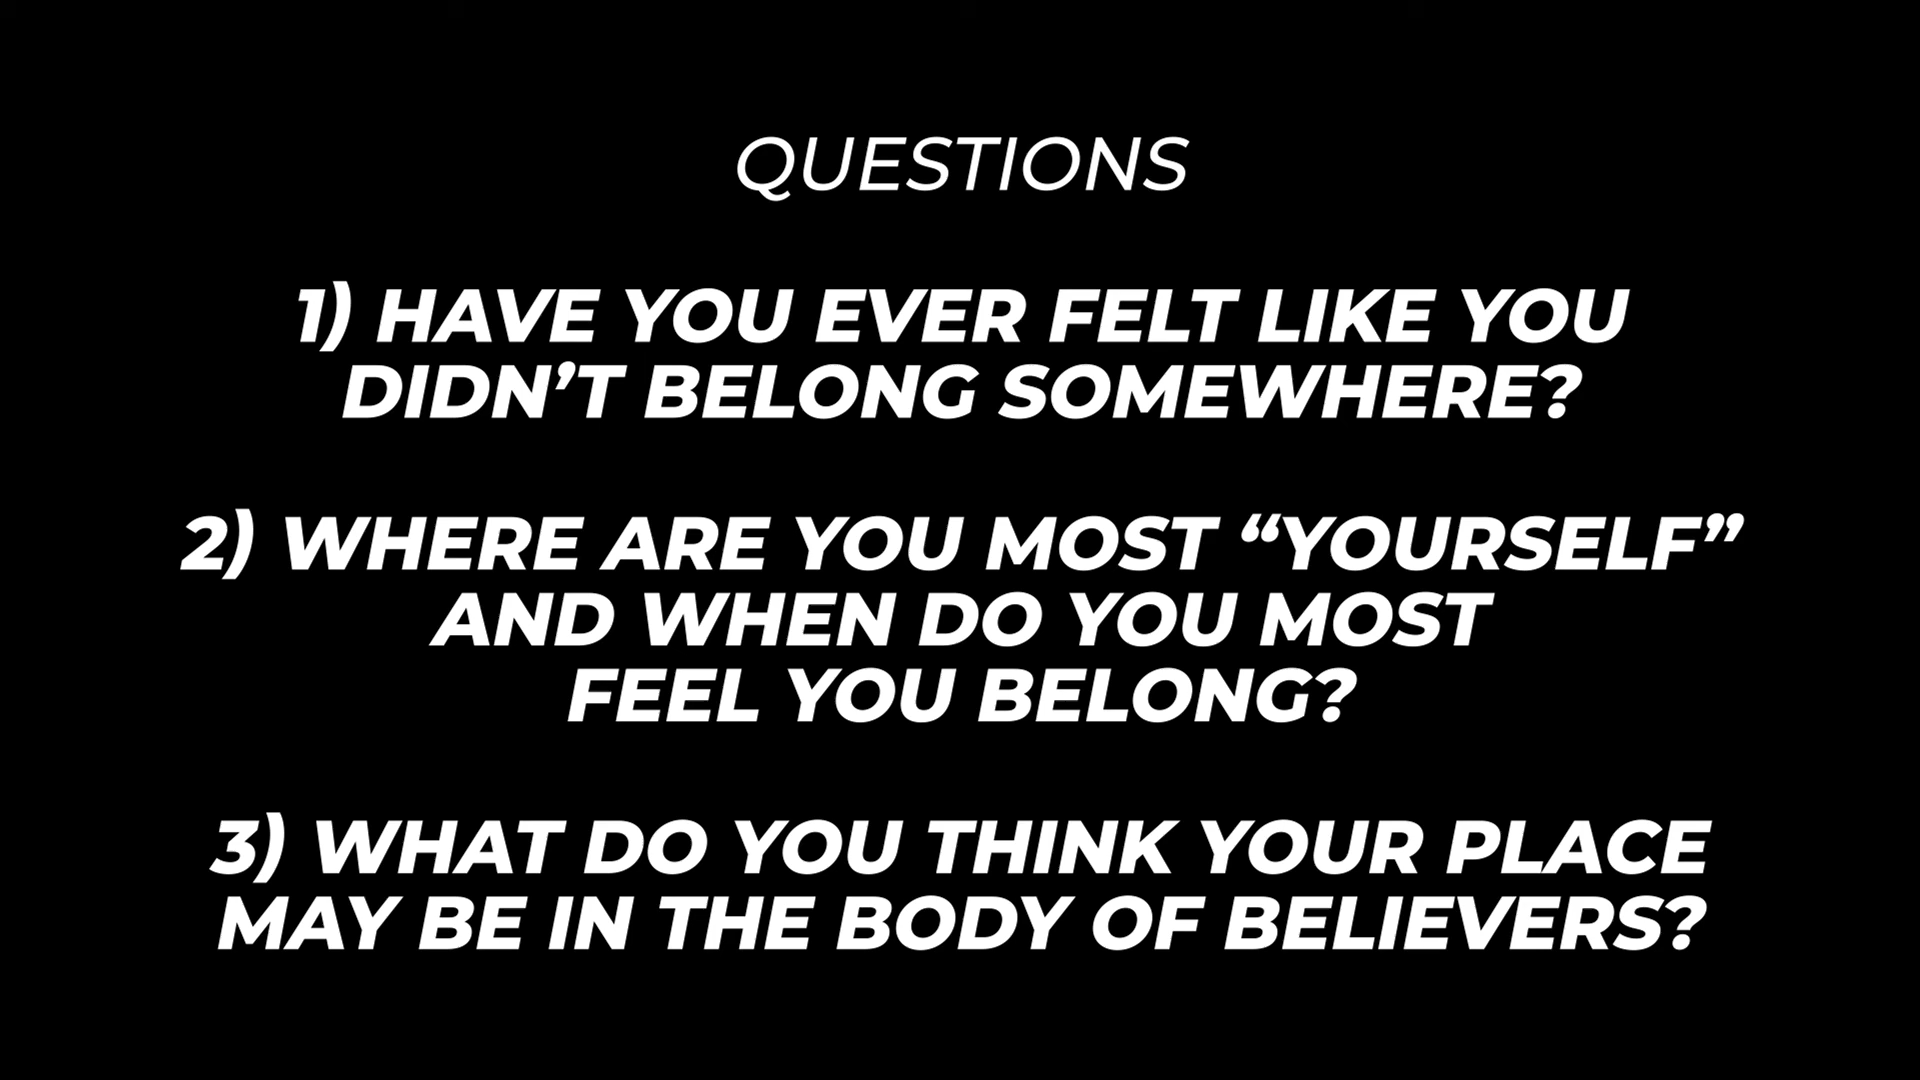 QUESTIONS
1) HAVE YOU EVER FELT LIKE YOU
DIDN’T BELONG SOMEWHERE?
2) WHERE ARE YOU MOST “YOURSELF”
AND WHEN DO YOU MOST
FEEL YOU BELONG?
3) WHAT DO YOU THINK YOUR PLACE
MAY BE IN THE BODY OF BELIEVERS?